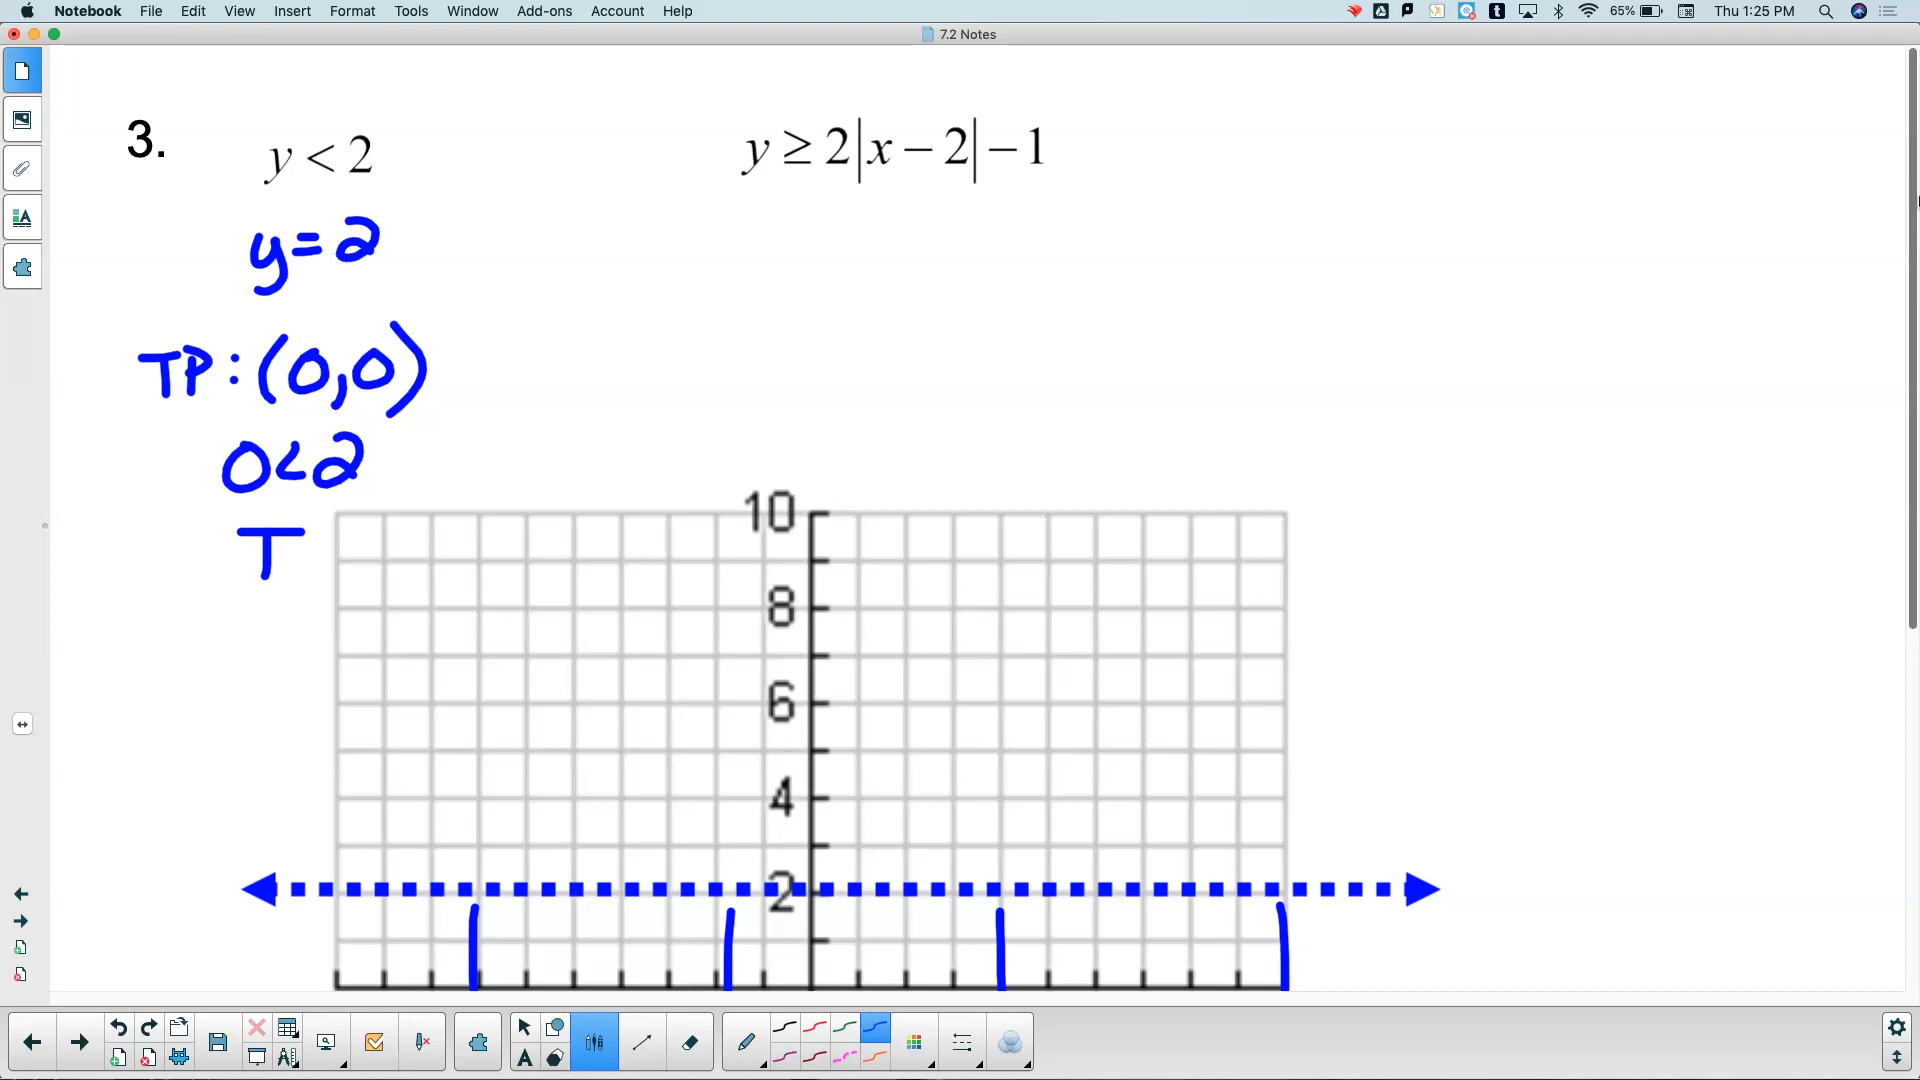 Notebook File Edit View Insert Format Tools Window Add-ons Account Help 65% Thu 1:25 PM
7.2 Notes
3. y < 2 y ≥ 2|x − 2| − 1
y=2
TP: (0,0)
0<2
T
10
8
6
4
2